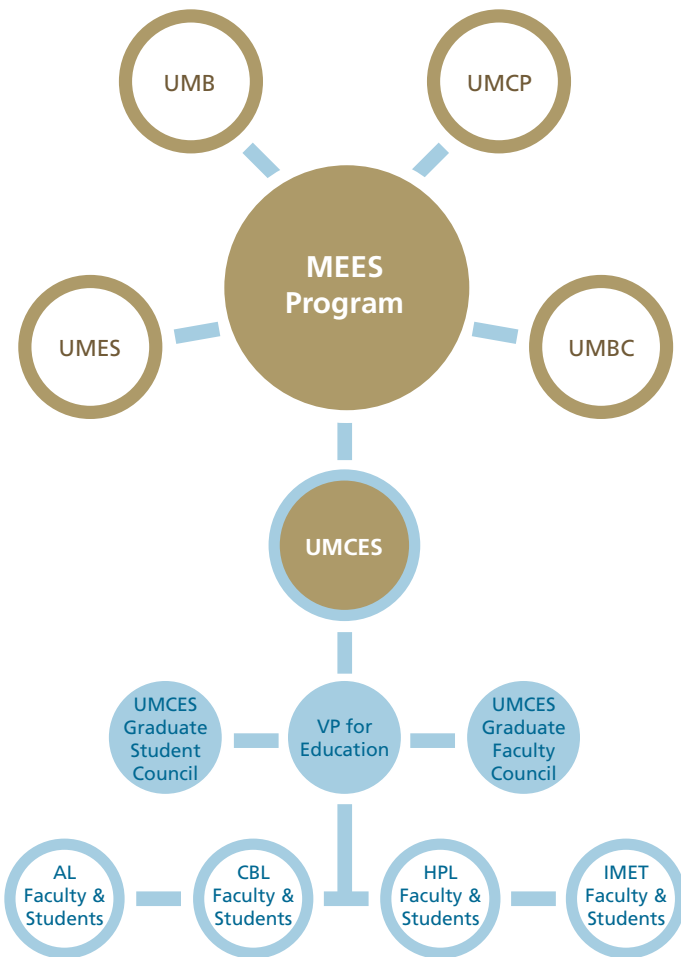 UMB
UMCP
MEES
Program
UMES
UMBC
UMCES
UMCES
Graduate
Student
Council
VP for
Education
UMCES
Graduate
Faculty
Council
AL
Faculty &
Students
CBL
Faculty &
Students
HPL
Faculty &
Students
IMET
Faculty &
Students